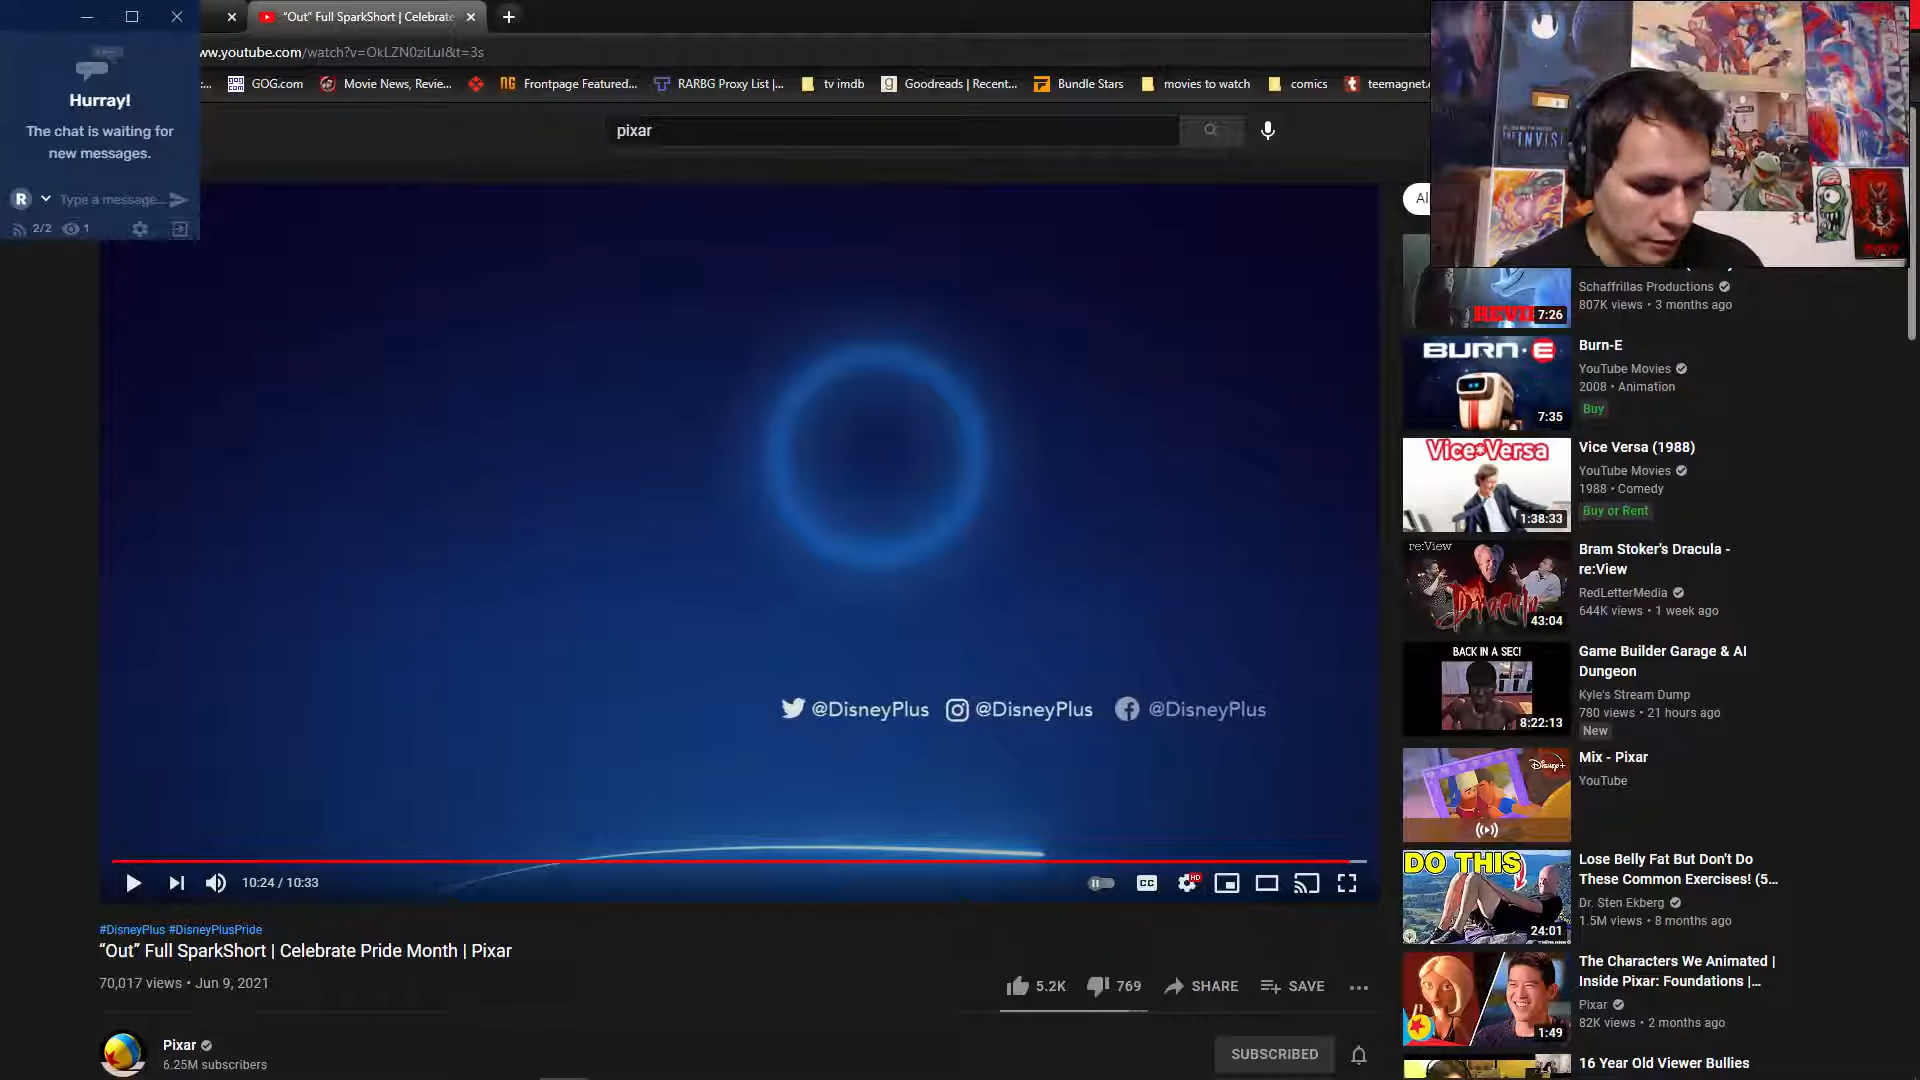 "Out" Full SparkShort | Celebrate
www.youtube.com/watch?v=OkLZN0ziLuI&t=3s
GOG.com
Movie News, Revie...
NG Frontpage Featured...
RARBG Proxy List |...
tv imdb
Goodreads | Recent...
Bundle Stars
movies to watch
comics
teemagnet.c
Hurray!
The chat is waiting for
new messages.
R
Type a message...
2/2
1
pixar
Al
THE INVIS
GALAXY
@DisneyPlus
@DisneyPlus
@DisneyPlus
10:24 / 10:33
CC
HD
#DisneyPlus #DisneyPlusPride
“Out” Full SparkShort | Celebrate Pride Month | Pixar
70,017 views • Jun 9, 2021
5.2K
769
SHARE
SAVE
Pixar
6.25M subscribers
SUBSCRIBED
7:26
Schaffrillas Productions
807K views • 3 months ago
BURN·E
7:35
Burn-E
YouTube Movies
2008 • Animation
Buy
Vice Versa
1:38:33
Vice Versa (1988)
YouTube Movies
1988 • Comedy
Buy or Rent
re:View
Dracula
43:04
Bram Stoker's Dracula -
re:View
RedLetterMedia
644K views • 1 week ago
BACK IN A SEC!
8:22:13
Game Builder Garage & AI
Dungeon
Kyle's Stream Dump
780 views • 21 hours ago
New
Disney+
Mix - Pixar
YouTube
DO THIS
24:01
Lose Belly Fat But Don't Do
These Common Exercises! (5...
Dr. Sten Ekberg
1.5M views • 8 months ago
1:49
The Characters We Animated |
Inside Pixar: Foundations |...
Pixar
82K views • 2 months ago
16 Year Old Viewer Bullies